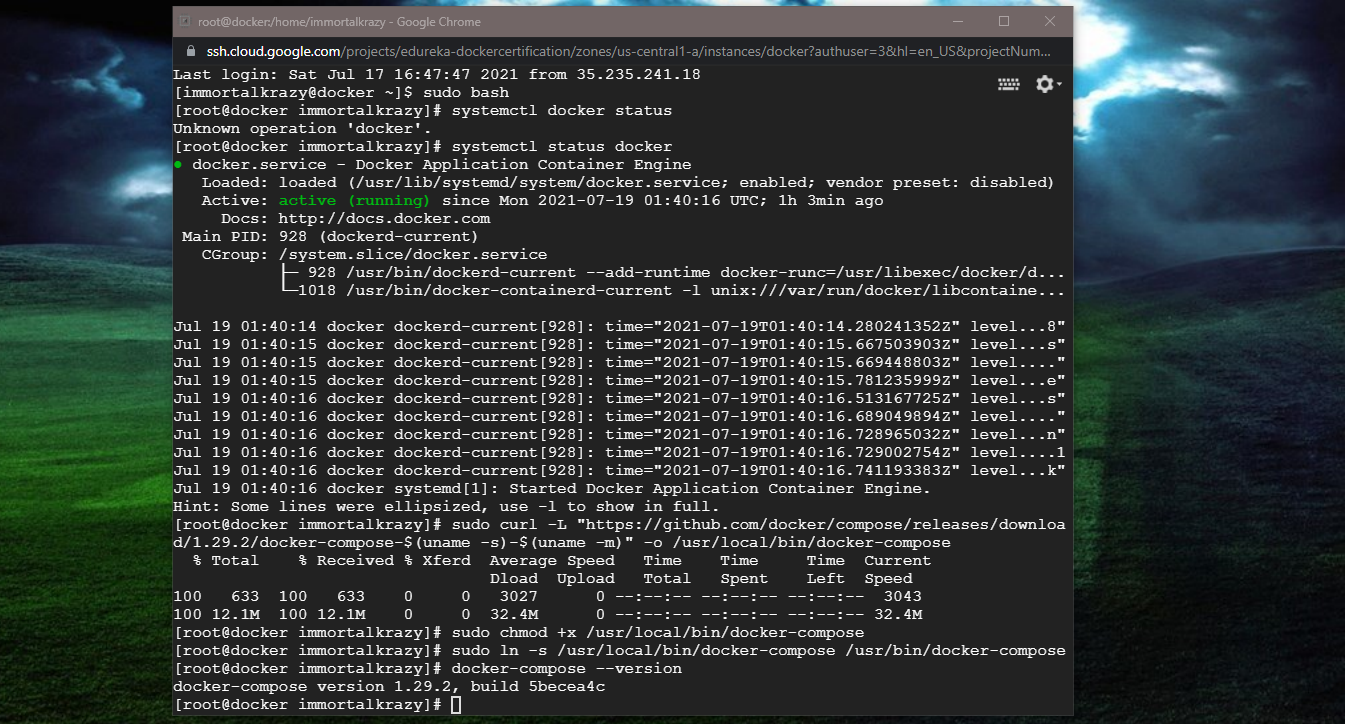 root@docker:/home/immortalkrazy - Google Chrome
ssh.cloud.google.com/projects/edureka-dockercertification/zones/us-central1-a/instances/docker?authuser=3&hl=en_US&projectNum...
Last login: Sat Jul 17 16:47:47 2021 from 35.235.241.18
[immortalkrazy@docker ~]$ sudo bash
[root@docker immortalkrazy]# systemctl docker status
Unknown operation 'docker'.
[root@docker immortalkrazy]# systemctl status docker
● docker.service - Docker Application Container Engine
   Loaded: loaded (/usr/lib/systemd/system/docker.service; enabled; vendor preset: disabled)
   Active: active (running) since Mon 2021-07-19 01:40:16 UTC; 1h 3min ago
     Docs: http://docs.docker.com
 Main PID: 928 (dockerd-current)
   CGroup: /system.slice/docker.service
           ├─ 928 /usr/bin/dockerd-current --add-runtime docker-runc=/usr/libexec/docker/d...
           └─1018 /usr/bin/docker-containerd-current -l unix:///var/run/docker/libcontaine...
Jul 19 01:40:14 docker dockerd-current[928]: time="2021-07-19T01:40:14.280241352Z" level...8"
Jul 19 01:40:15 docker dockerd-current[928]: time="2021-07-19T01:40:15.667503903Z" level...s"
Jul 19 01:40:15 docker dockerd-current[928]: time="2021-07-19T01:40:15.669448803Z" level...."
Jul 19 01:40:15 docker dockerd-current[928]: time="2021-07-19T01:40:15.781235999Z" level...e"
Jul 19 01:40:16 docker dockerd-current[928]: time="2021-07-19T01:40:16.513167725Z" level...s"
Jul 19 01:40:16 docker dockerd-current[928]: time="2021-07-19T01:40:16.689049894Z" level...."
Jul 19 01:40:16 docker dockerd-current[928]: time="2021-07-19T01:40:16.728965032Z" level...n"
Jul 19 01:40:16 docker dockerd-current[928]: time="2021-07-19T01:40:16.729002754Z" level....1
Jul 19 01:40:16 docker dockerd-current[928]: time="2021-07-19T01:40:16.741193383Z" level...k"
Jul 19 01:40:16 docker systemd[1]: Started Docker Application Container Engine.
Hint: Some lines were ellipsized, use -l to show in full.
[root@docker immortalkrazy]# sudo curl -L "https://github.com/docker/compose/releases/downloa
d/1.29.2/docker-compose-$(uname -s)-$(uname -m)" -o /usr/local/bin/docker-compose
  % Total    % Received % Xferd  Average Speed   Time    Time     Time  Current
                                 Dload  Upload   Total   Spent    Left  Speed
100   633  100   633    0     0   3027      0 --:--:-- --:--:-- --:--:--  3043
100 12.1M  100 12.1M    0     0  32.4M      0 --:--:-- --:--:-- --:--:-- 32.4M
[root@docker immortalkrazy]# sudo chmod +x /usr/local/bin/docker-compose
[root@docker immortalkrazy]# sudo ln -s /usr/local/bin/docker-compose /usr/bin/docker-compose
[root@docker immortalkrazy]# docker-compose --version
docker-compose version 1.29.2, build 5becea4c
[root@docker immortalkrazy]#